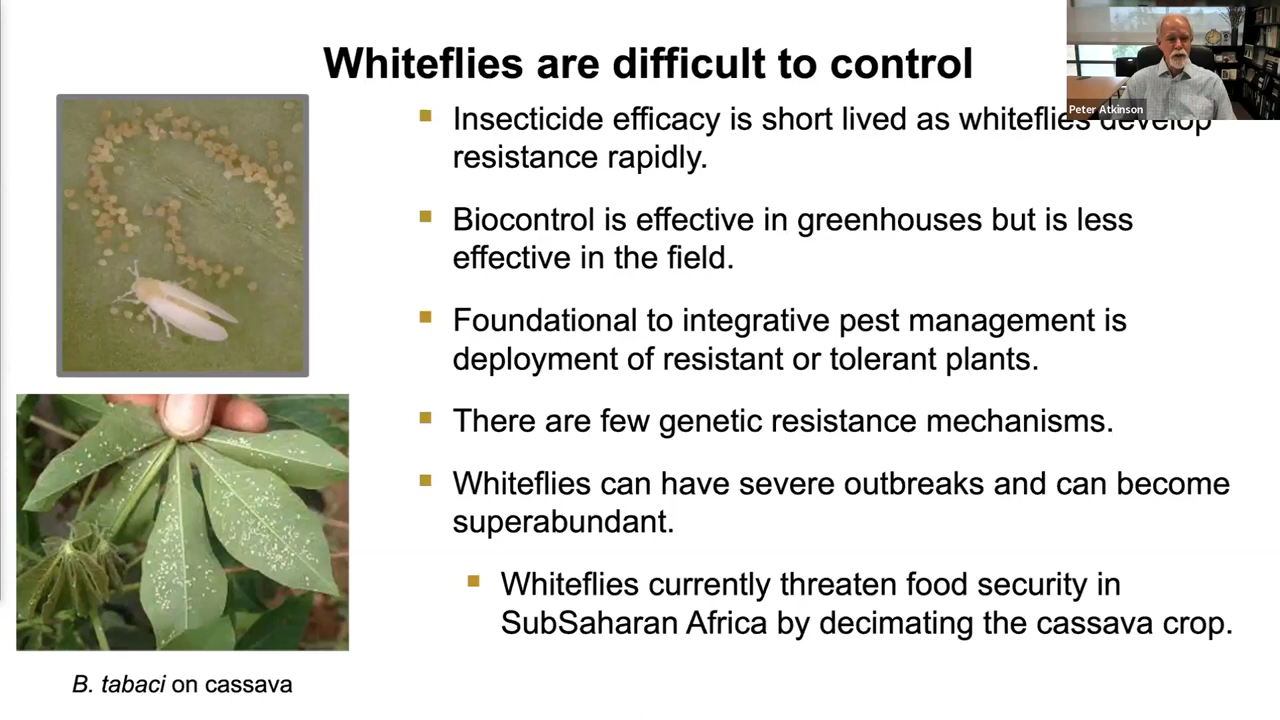 Whiteflies are difficult to control
Peter Atkinson
▪ Insecticide efficacy is short lived as whiteflies develop
resistance rapidly.
▪ Biocontrol is effective in greenhouses but is less
effective in the field.
▪ Foundational to integrative pest management is
deployment of resistant or tolerant plants.
▪ There are few genetic resistance mechanisms.
▪ Whiteflies can have severe outbreaks and can become
superabundant.
▪ Whiteflies currently threaten food security in
SubSaharan Africa by decimating the cassava crop.
B. tabaci on cassava